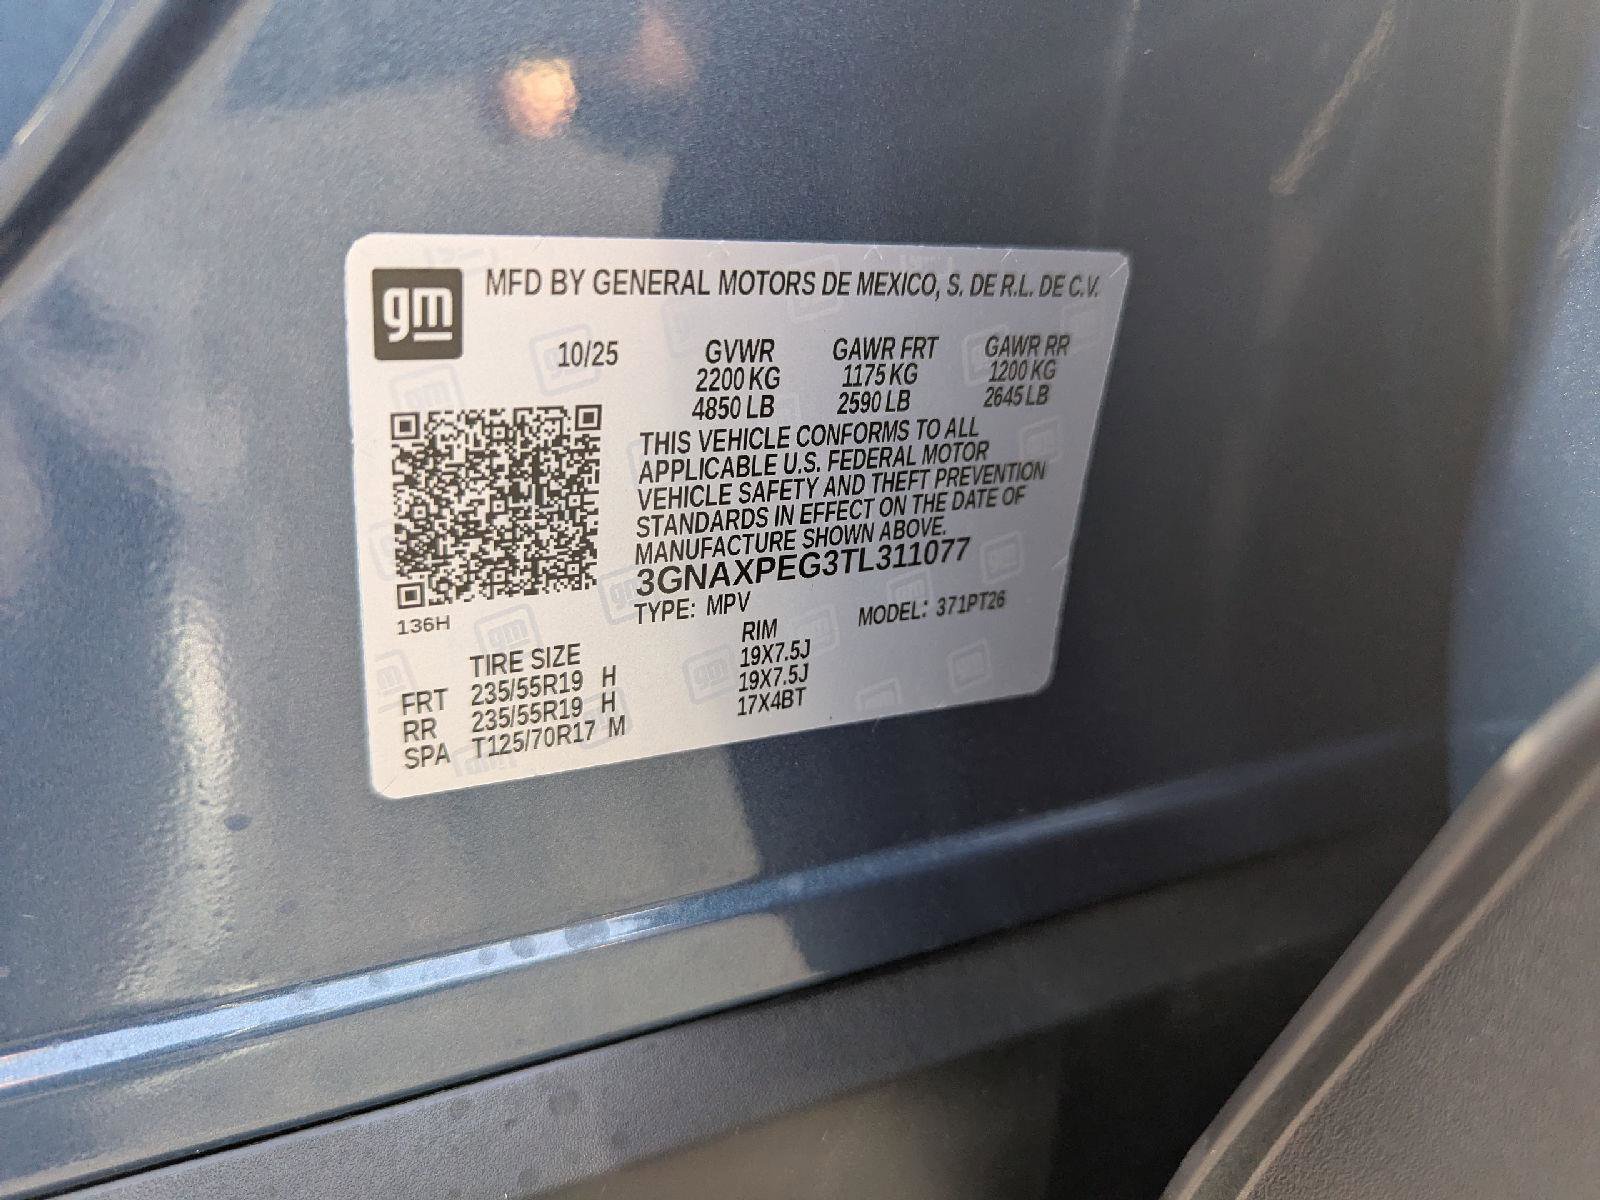 gm
MFD BY GENERAL MOTORS DE MEXICO, S. DE R.L. DE C.V.
10/25 GVWR GAWR FRT GAWR RR
2200 KG 1175 KG 1200 KG
4850 LB 2590 LB 2645 LB
THIS VEHICLE CONFORMS TO ALL
APPLICABLE U.S. FEDERAL MOTOR
VEHICLE SAFETY AND THEFT PREVENTION
STANDARDS IN EFFECT ON THE DATE OF
MANUFACTURE SHOWN ABOVE.
3GNAXPEG3TL311077
TYPE: MPV MODEL: 371PT26
136H
TIRE SIZE RIM
FRT 235/55R19 H 19X7.5J
RR 235/55R19 H 19X7.5J
SPA T125/70R17 M 17X4BT